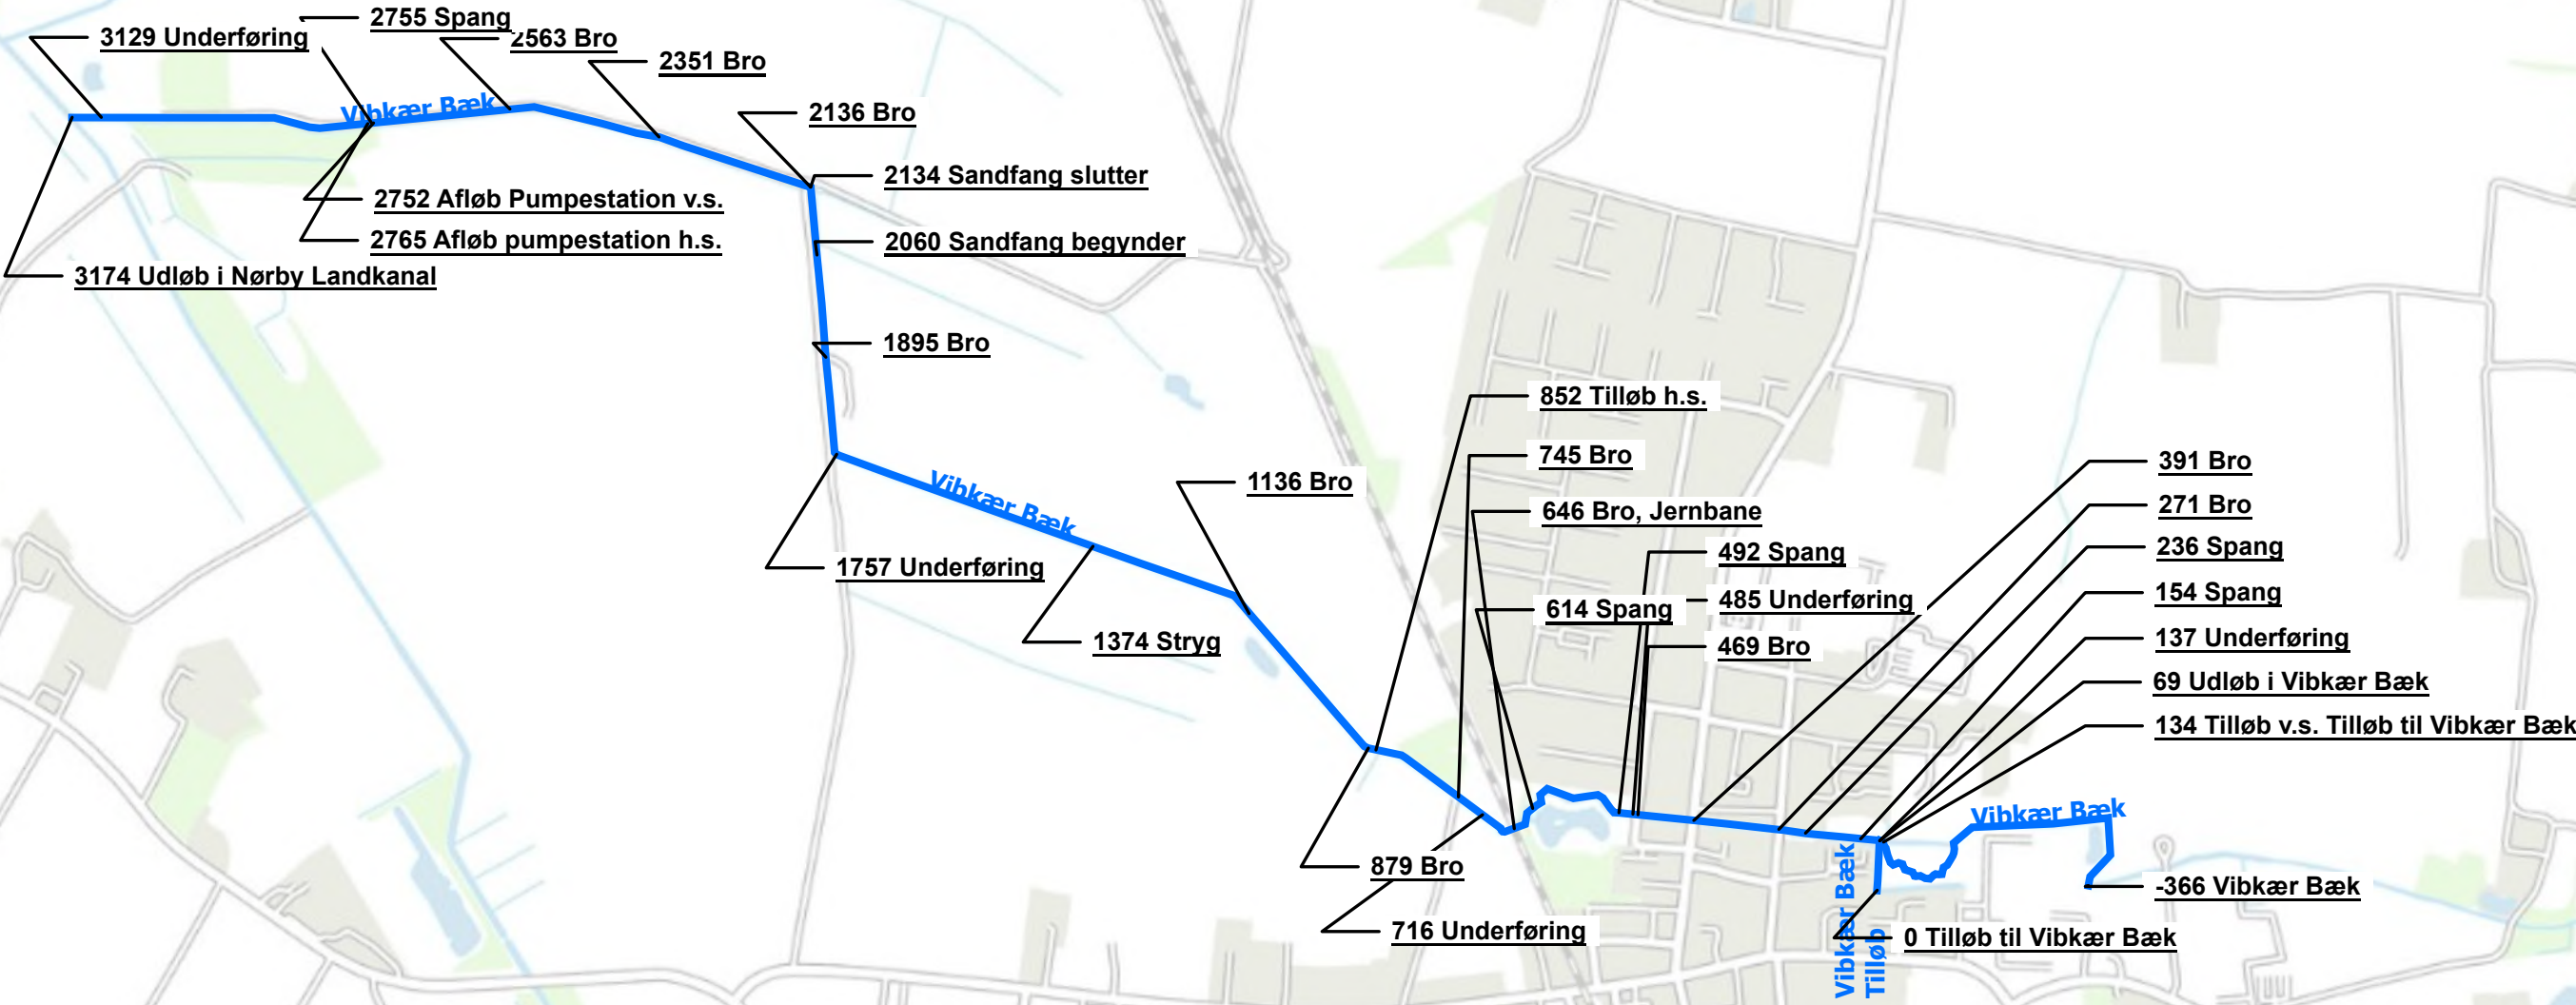 2755 Spang
3129 Underføring
2563 Bro
2351 Bro
Vibkær Bæk
2136 Bro
2134 Sandfang slutter
2752 Afløb Pumpestation v.s.
2765 Afløb pumpestation h.s.
2060 Sandfang begynder
3174 Udløb i Nørby Landkanal
1895 Bro
852 Tilløb h.s.
745 Bro
391 Bro
1136 Bro
Vibkær Bæk
271 Bro
646 Bro, Jernbane
236 Spang
492 Spang
1757 Underføring
154 Spang
485 Underføring
614 Spang
137 Underføring
1374 Stryg
469 Bro
69 Udløb i Vibkær Bæk
134 Tilløb v.s. Tilløb til Vibkær Bæk
Vibkær Bæk
879 Bro
-366 Vibkær Bæk
716 Underføring
0 Tilløb til Vibkær Bæk
Vibkær Bæk
Tilløb